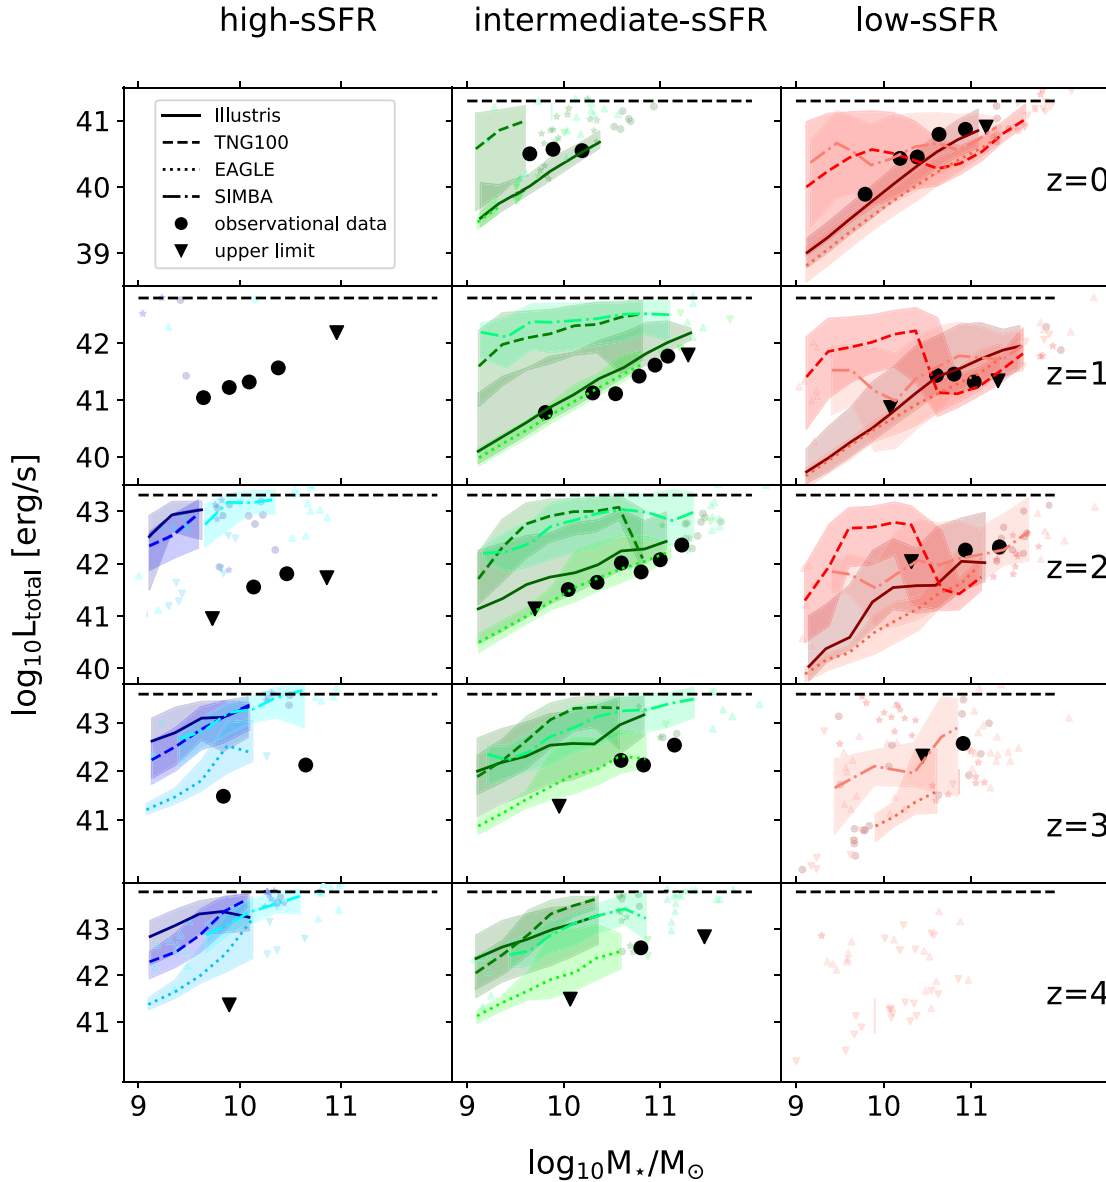 high-sSFR intermediate-sSFR low-sSFR
Illustris
TNG100
EAGLE
SIMBA
observational data
upper limit
41
40
39
z=0
42
41
40
z=1
43
42
41
40
z=2
43
42
41
z=3
43
42
41
z=4
9 10 11 9 10 11 9 10 11
log₁₀L_total [erg/s]
log₁₀M⋆/M⊙